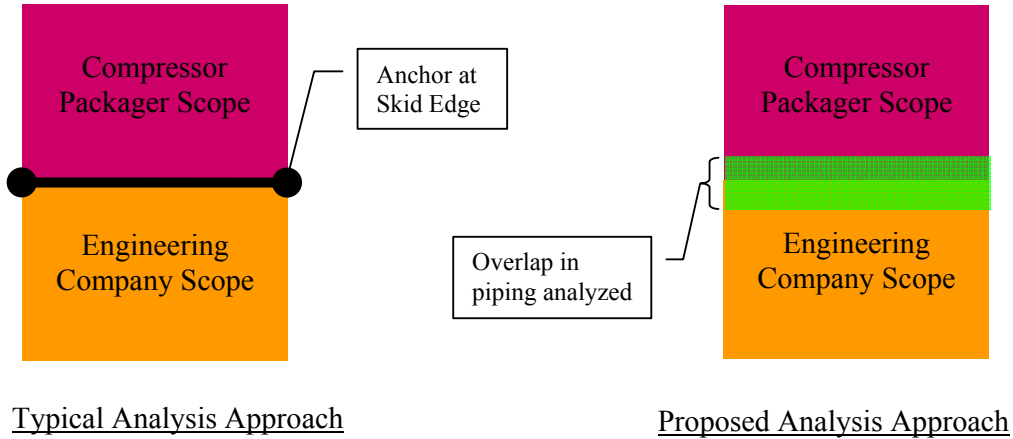 Compressor
Packager Scope
Anchor at
Skid Edge
Engineering
Company Scope
Typical Analysis Approach
Compressor
Packager Scope
Overlap in
piping analyzed
Engineering
Company Scope
Proposed Analysis Approach